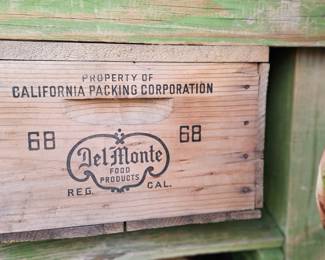 PROPERTY OF
CALIFORNIA PACKING CORPORATION
68 68
Del Monte
FOOD
PRODUCTS
REG. CAL.